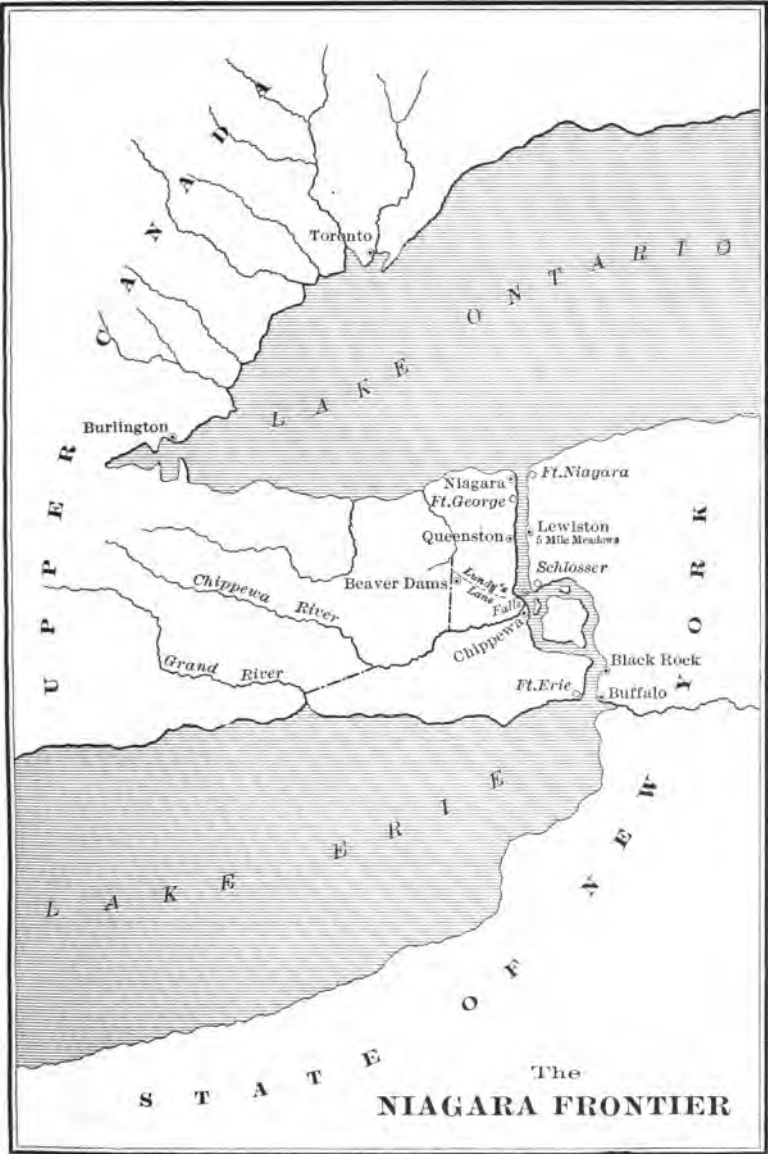 UPPER CANADA
Toronto
LAKE ONTARIO
Burlington
Niagara
Ft. Niagara
Ft. George
Queenston
Lewiston
5 Mile Meadows
Schlosser
Beaver Dams
Lundy's
Lane
Falls
Chippewa
Chippewa River
Grand River
Black Rock
Ft. Erie
Buffalo
LAKE ERIE
STATE OF NEW YORK
The
NIAGARA FRONTIER